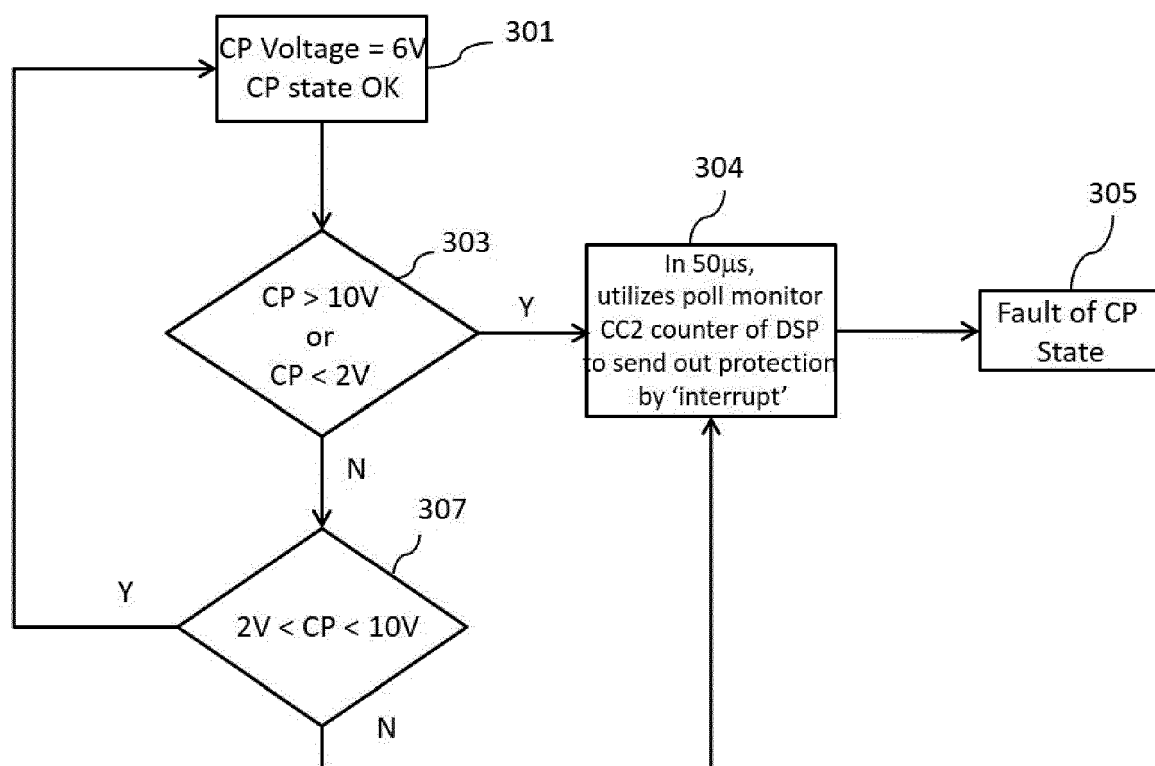 CP Voltage = 6V
CP state OK
301
303
CP > 10V
or
CP < 2V
Y
N
304
In 50μs,
utilizes poll monitor
CC2 counter of DSP
to send out protection
by ‘interrupt’
305
Fault of CP
State
307
2V < CP < 10V
Y
N